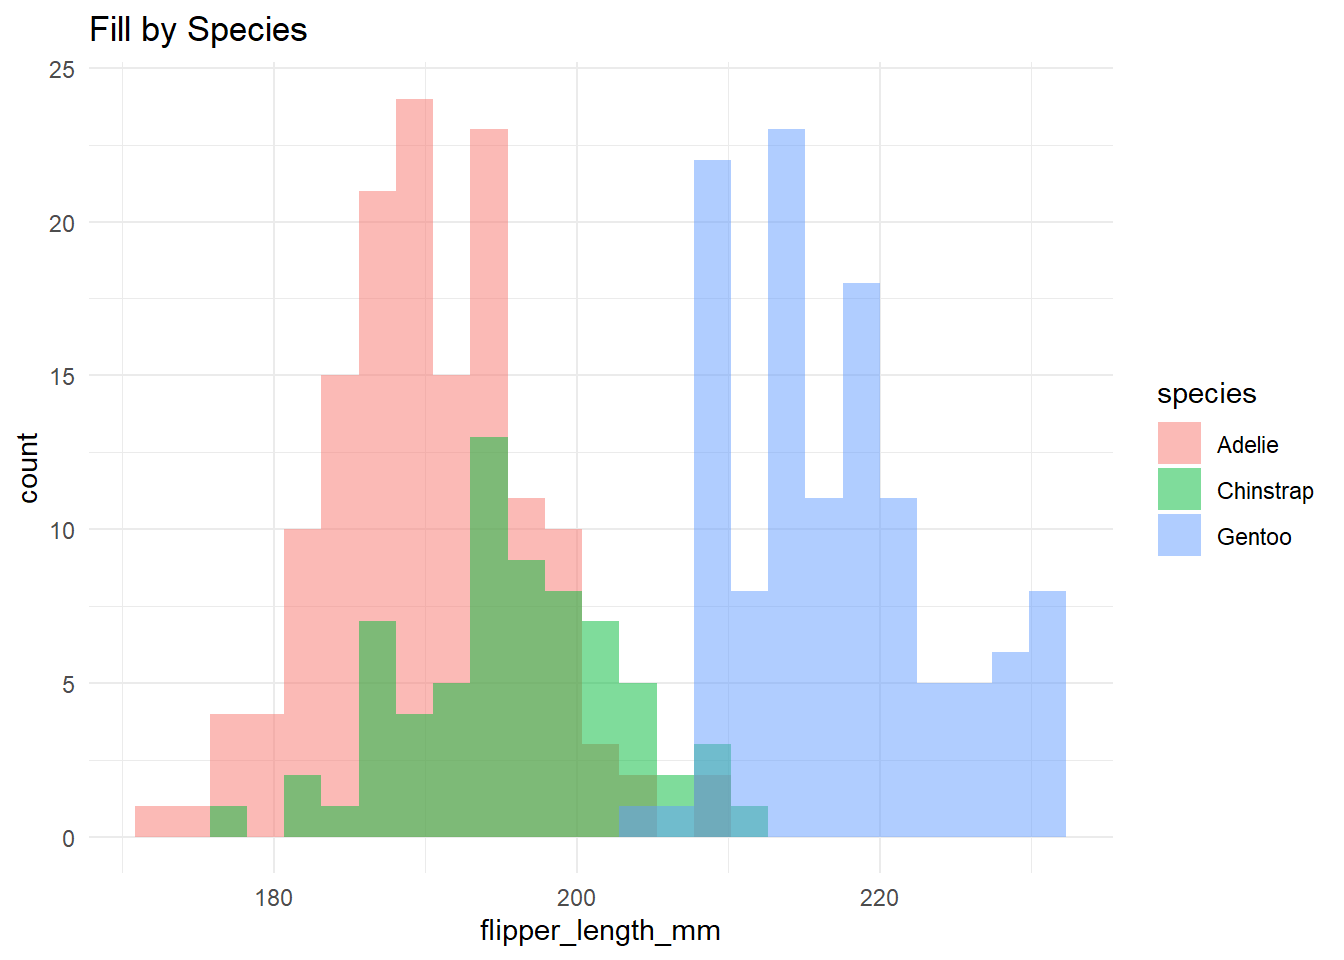 Fill by Species
25
20
15
10
5
0
count
180
200
220
flipper_length_mm
species
Adelie
Chinstrap
Gentoo